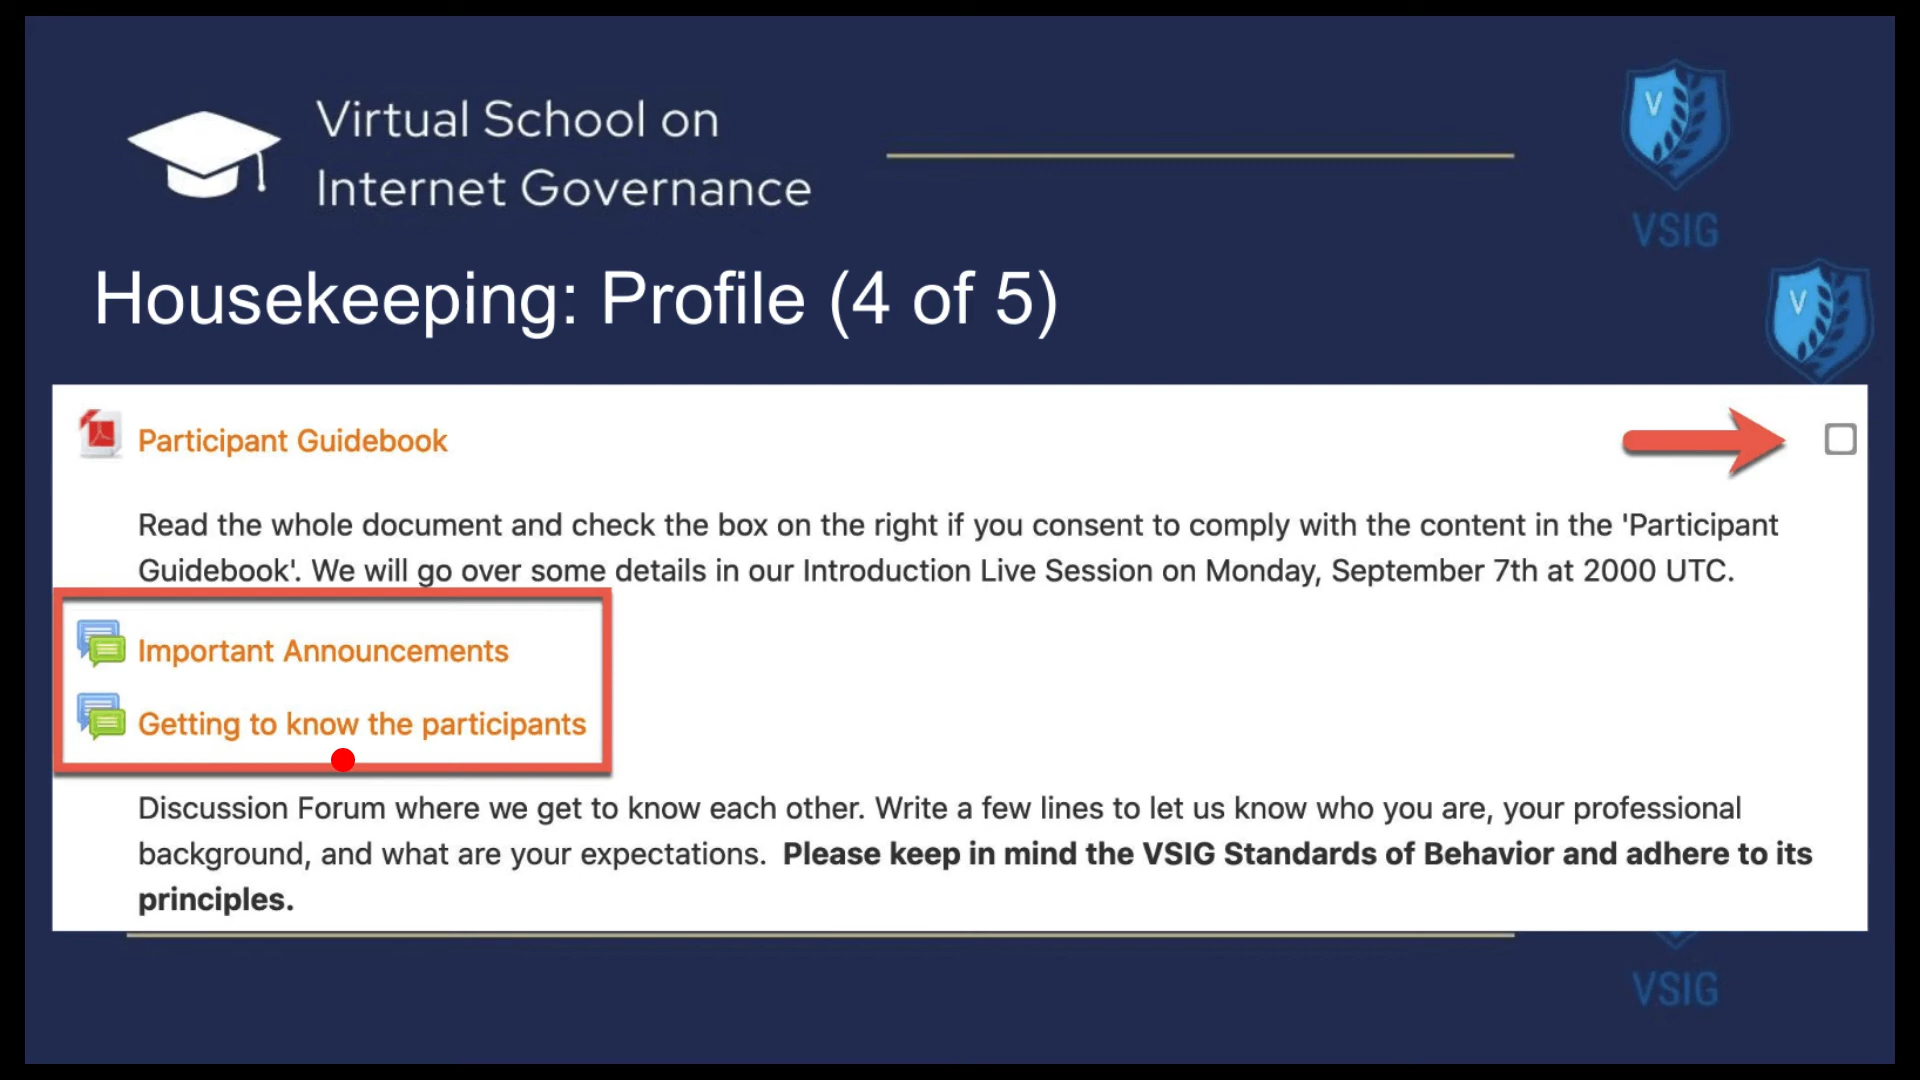 Virtual School on
Internet Governance
V
VSIG
Housekeeping: Profile (4 of 5)
V
Participant Guidebook
Read the whole document and check the box on the right if you consent to comply with the content in the 'Participant
Guidebook'. We will go over some details in our Introduction Live Session on Monday, September 7th at 2000 UTC.
Important Announcements
Getting to know the participants
Discussion Forum where we get to know each other. Write a few lines to let us know who you are, your professional
background, and what are your expectations. Please keep in mind the VSIG Standards of Behavior and adhere to its
principles.
VSIG